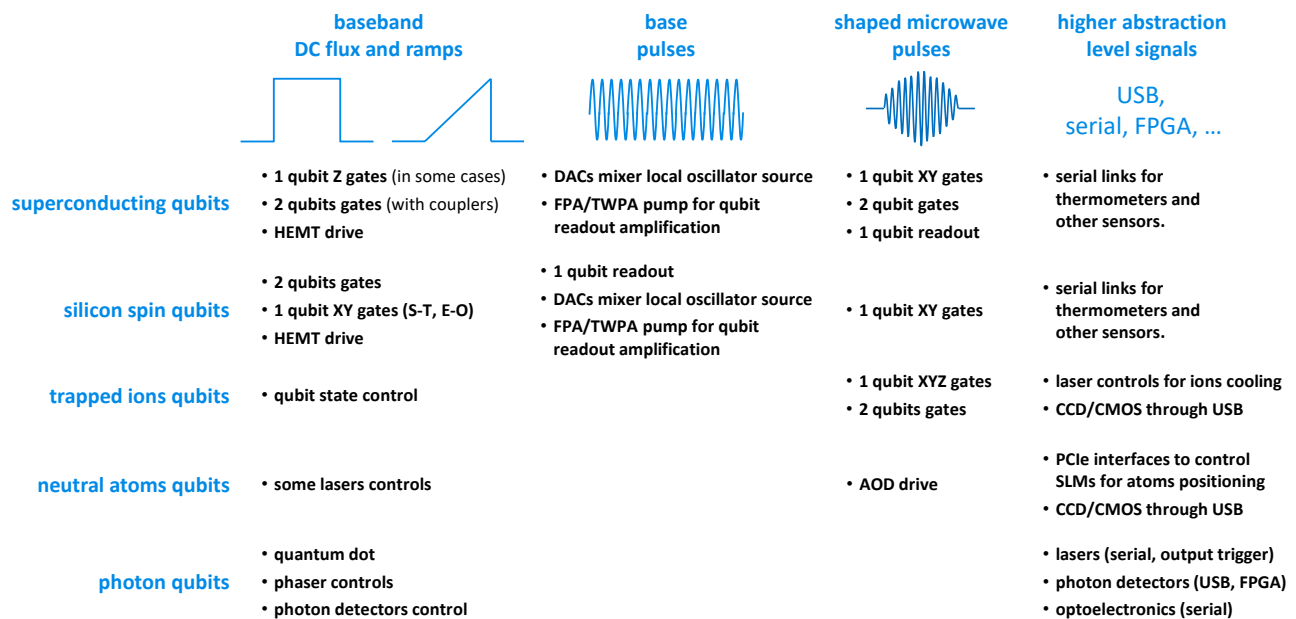 baseband
DC flux and ramps
base
pulses
shaped microwave
pulses
higher abstraction
level signals
USB,
serial, FPGA, ...
superconducting qubits
• 1 qubit Z gates (in some cases)
• 2 qubits gates (with couplers)
• HEMT drive
• DACs mixer local oscillator source
• FPA/TWPA pump for qubit
readout amplification
• 1 qubit XY gates
• 2 qubit gates
• 1 qubit readout
• serial links for
thermometers and
other sensors.
silicon spin qubits
• 2 qubits gates
• 1 qubit XY gates (S-T, E-O)
• HEMT drive
• 1 qubit readout
• DACs mixer local oscillator source
• FPA/TWPA pump for qubit
readout amplification
• 1 qubit XY gates
• serial links for
thermometers and
other sensors.
trapped ions qubits
• qubit state control
• 1 qubit XYZ gates
• 2 qubits gates
• laser controls for ions cooling
• CCD/CMOS through USB
neutral atoms qubits
• some lasers controls
• AOD drive
• PCIe interfaces to control
SLMs for atoms positioning
• CCD/CMOS through USB
photon qubits
• quantum dot
• phaser controls
• photon detectors control
• lasers (serial, output trigger)
• photon detectors (USB, FPGA)
• optoelectronics (serial)